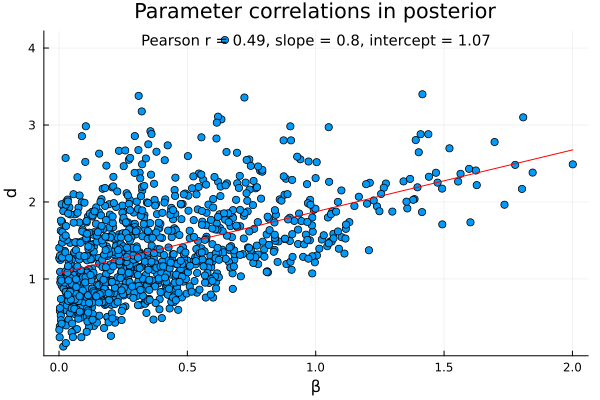 Parameter correlations in posterior
Pearson r = 0.49, slope = 0.8, intercept = 1.07
4
3
2
1
d
0.0 0.5 1.0 1.5 2.0
β